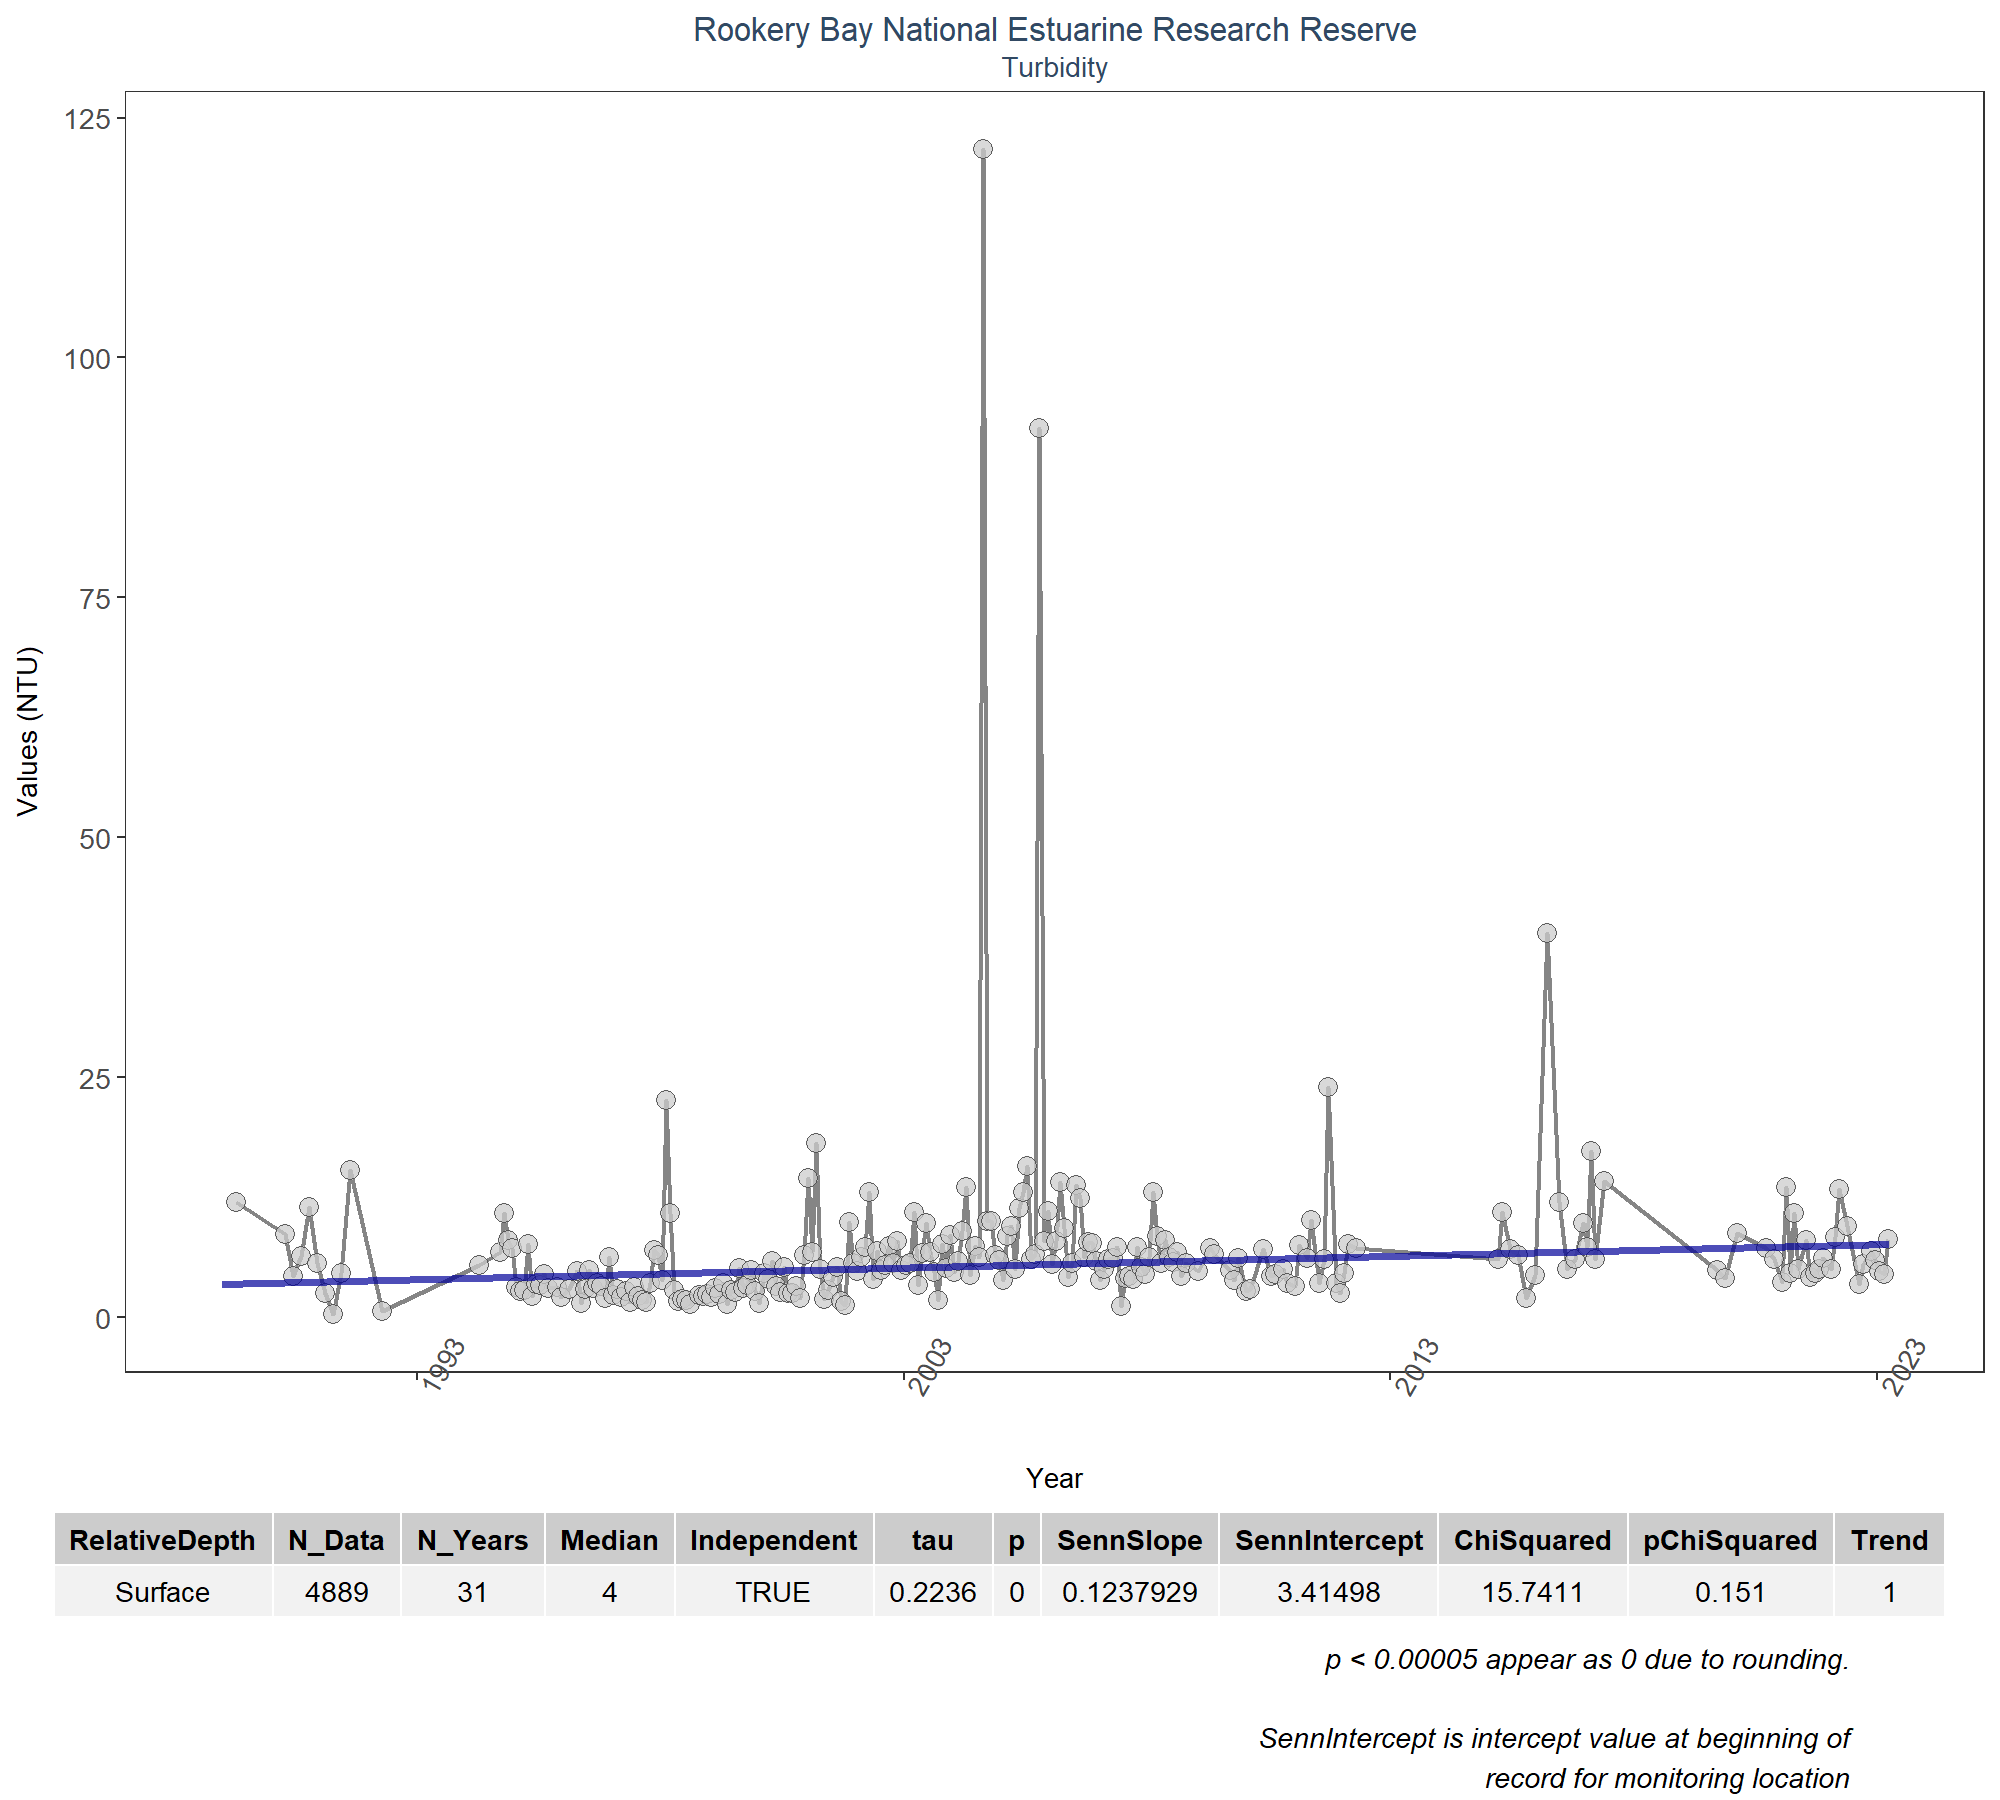 Rookery Bay National Estuarine Research Reserve
Turbidity
125
100
75
50
25
0
Values (NTU)
1993 2003 2013 2023
Year
RelativeDepth N_Data N_Years Median Independent tau p SennSlope SennIntercept ChiSquared pChiSquared Trend
Surface 4889 31 4 TRUE 0.2236 0 0.1237929 3.41498 15.7411 0.151 1
p < 0.00005 appear as 0 due to rounding.
SennIntercept is intercept value at beginning of
record for monitoring location